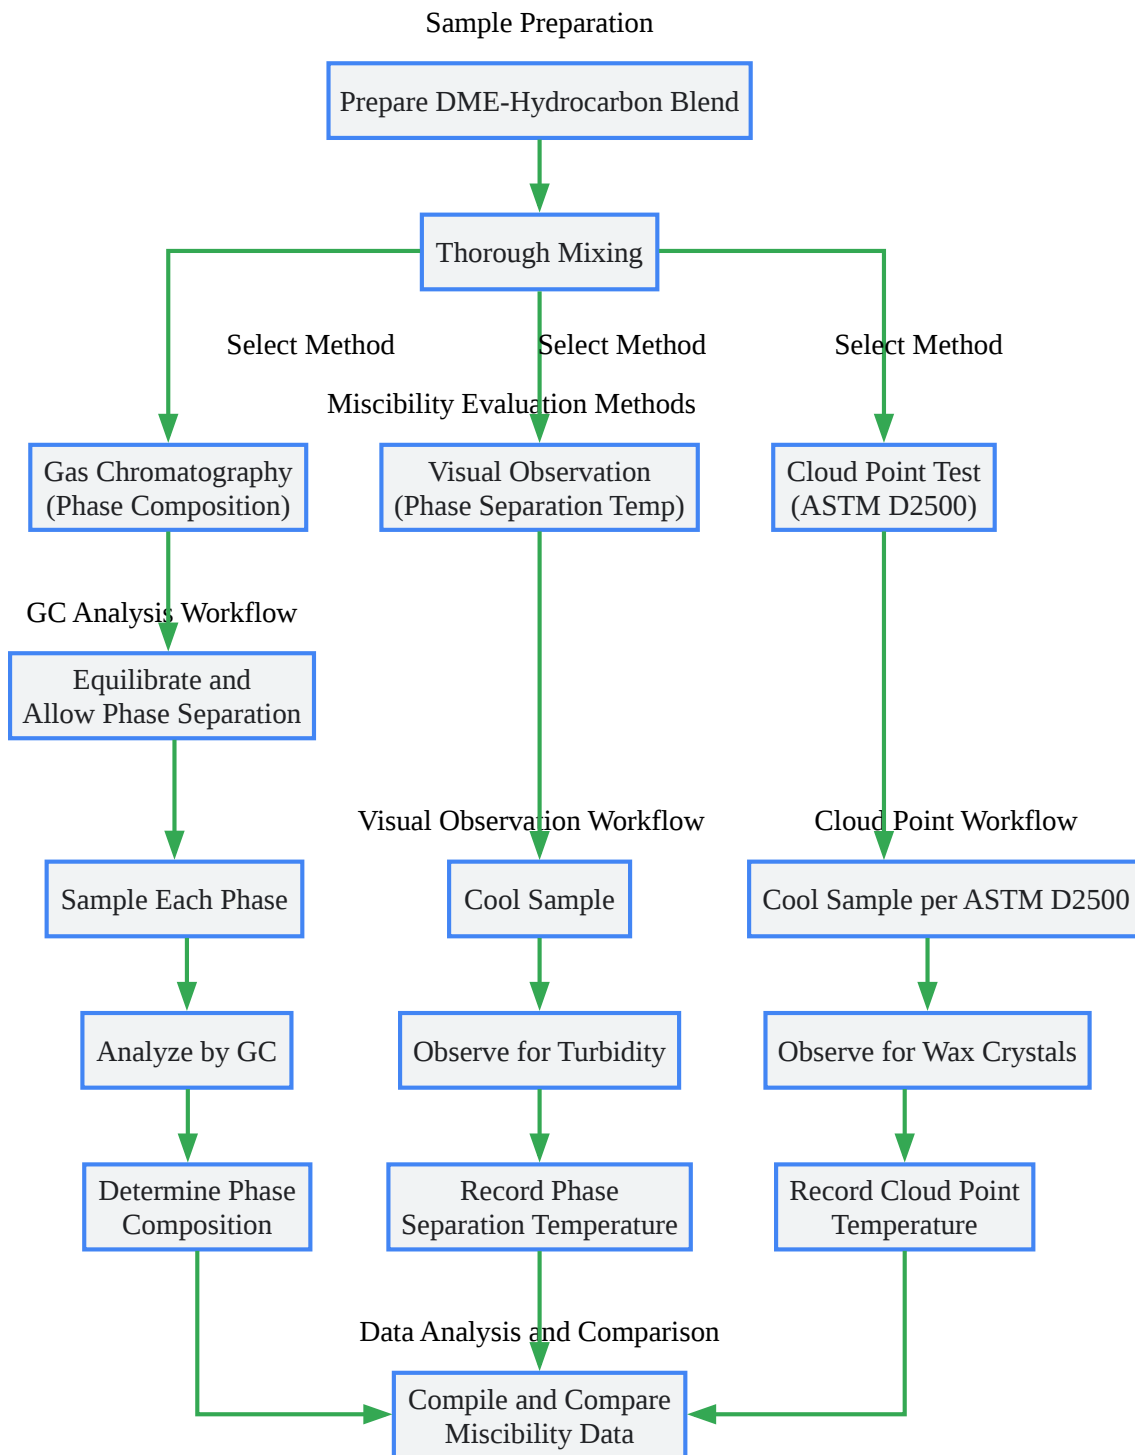 Sample Preparation
Prepare DME-Hydrocarbon Blend
Thorough Mixing
Select Method
Select Method
Select Method
Miscibility Evaluation Methods
Gas Chromatography
(Phase Composition)
Visual Observation
(Phase Separation Temp)
Cloud Point Test
(ASTM D2500)
GC Analysis Workflow
Equilibrate and
Allow Phase Separation
Visual Observation Workflow
Cloud Point Workflow
Sample Each Phase
Cool Sample
Cool Sample per ASTM D2500
Analyze by GC
Observe for Turbidity
Observe for Wax Crystals
Determine Phase
Composition
Record Phase
Separation Temperature
Record Cloud Point
Temperature
Data Analysis and Comparison
Compile and Compare
Miscibility Data